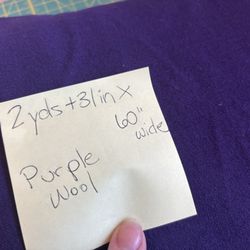 2 yds + 31 in x
60" wide
Purple
Wool